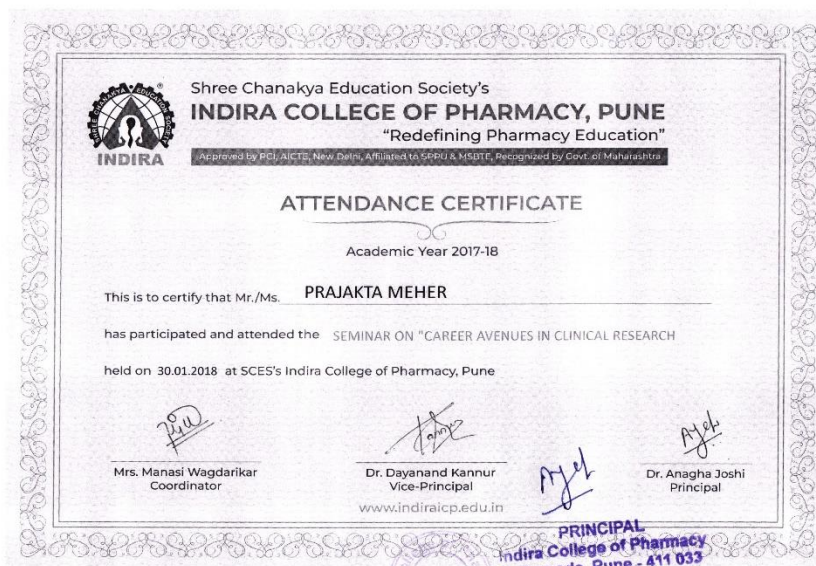 SHREE CHANAKYA EDUCATION SOCIETY
INDIRA
Shree Chanakya Education Society's
INDIRA COLLEGE OF PHARMACY, PUNE
"Redefining Pharmacy Education"
Approved by PCI, AICTE, New Delhi, Affiliated to SPPU & MSBTE, Recognized by Govt. of Maharashtra
ATTENDANCE CERTIFICATE
Academic Year 2017-18
This is to certify that Mr./Ms. PRAJAKTA MEHER
has participated and attended the SEMINAR ON "CAREER AVENUES IN CLINICAL RESEARCH
held on 30.01.2018 at SCES's Indira College of Pharmacy, Pune
Mrs. Manasi Wagdarikar
Coordinator
Dr. Dayanand Kannur
Vice-Principal
Dr. Anagha Joshi
Principal
www.indiraicp.edu.in
PRINCIPAL
Indira College of Pharmacy
Pune - 411 033